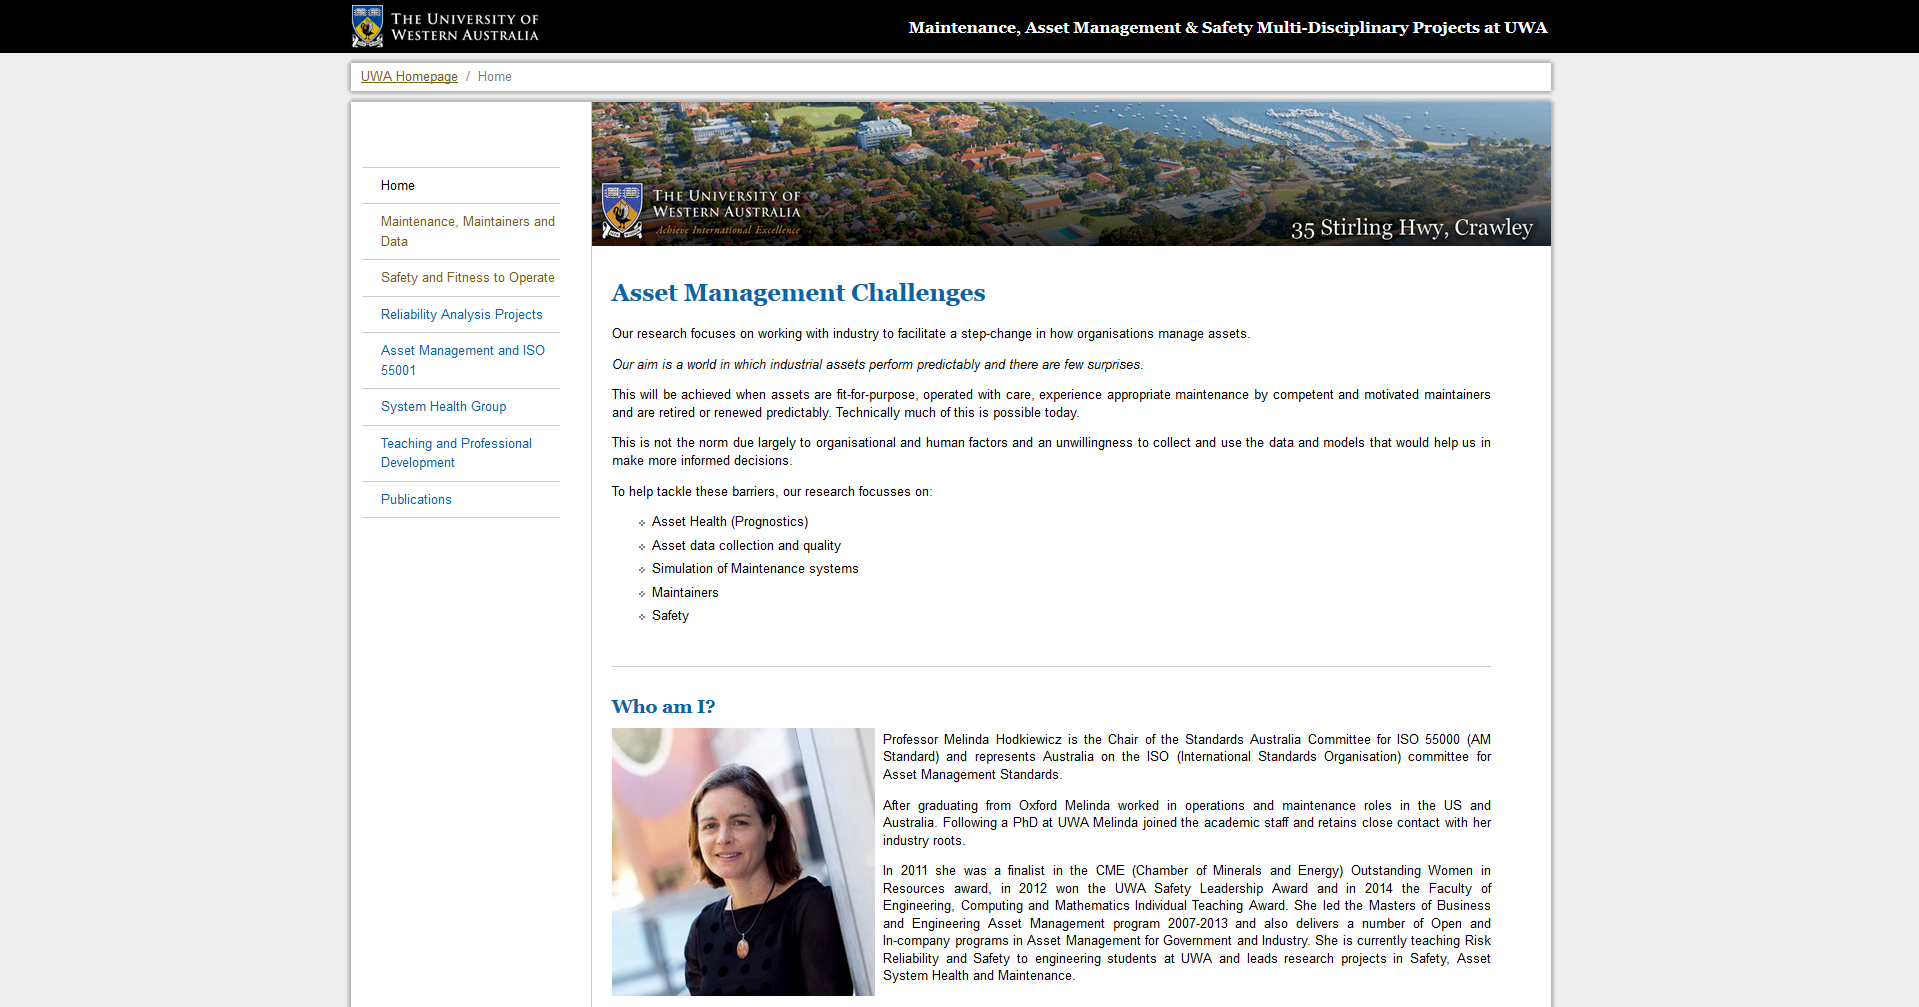 THE UNIVERSITY OF
WESTERN AUSTRALIA
Maintenance, Asset Management & Safety Multi-Disciplinary Projects at UWA
UWA Homepage / Home
Home
Maintenance, Maintainers and
Data
Safety and Fitness to Operate
Reliability Analysis Projects
Asset Management and ISO
55001
System Health Group
Teaching and Professional
Development
Publications
THE UNIVERSITY OF
WESTERN AUSTRALIA
Achieve International Excellence
35 Stirling Hwy, Crawley
Asset Management Challenges
Our research focuses on working with industry to facilitate a step-change in how organisations manage assets.
Our aim is a world in which industrial assets perform predictably and there are few surprises.
This will be achieved when assets are fit-for-purpose, operated with care, experience appropriate maintenance by competent and motivated maintainers
and are retired or renewed predictably. Technically much of this is possible today.
This is not the norm due largely to organisational and human factors and an unwillingness to collect and use the data and models that would help us in
make more informed decisions.
To help tackle these barriers, our research focusses on:
Asset Health (Prognostics)
Asset data collection and quality
Simulation of Maintenance systems
Maintainers
Safety
Who am I?
Professor Melinda Hodkiewicz is the Chair of the Standards Australia Committee for ISO 55000 (AM
Standard) and represents Australia on the ISO (International Standards Organisation) committee for
Asset Management Standards.
After graduating from Oxford Melinda worked in operations and maintenance roles in the US and
Australia. Following a PhD at UWA Melinda joined the academic staff and retains close contact with her
industry roots.
In 2011 she was a finalist in the CME (Chamber of Minerals and Energy) Outstanding Women in
Resources award, in 2012 won the UWA Safety Leadership Award and in 2014 the Faculty of
Engineering, Computing and Mathematics Individual Teaching Award. She led the Masters of Business
and Engineering Asset Management program 2007-2013 and also delivers a number of Open and
In-company programs in Asset Management for Government and Industry. She is currently teaching Risk
Reliability and Safety to engineering students at UWA and leads research projects in Safety, Asset
System Health and Maintenance.